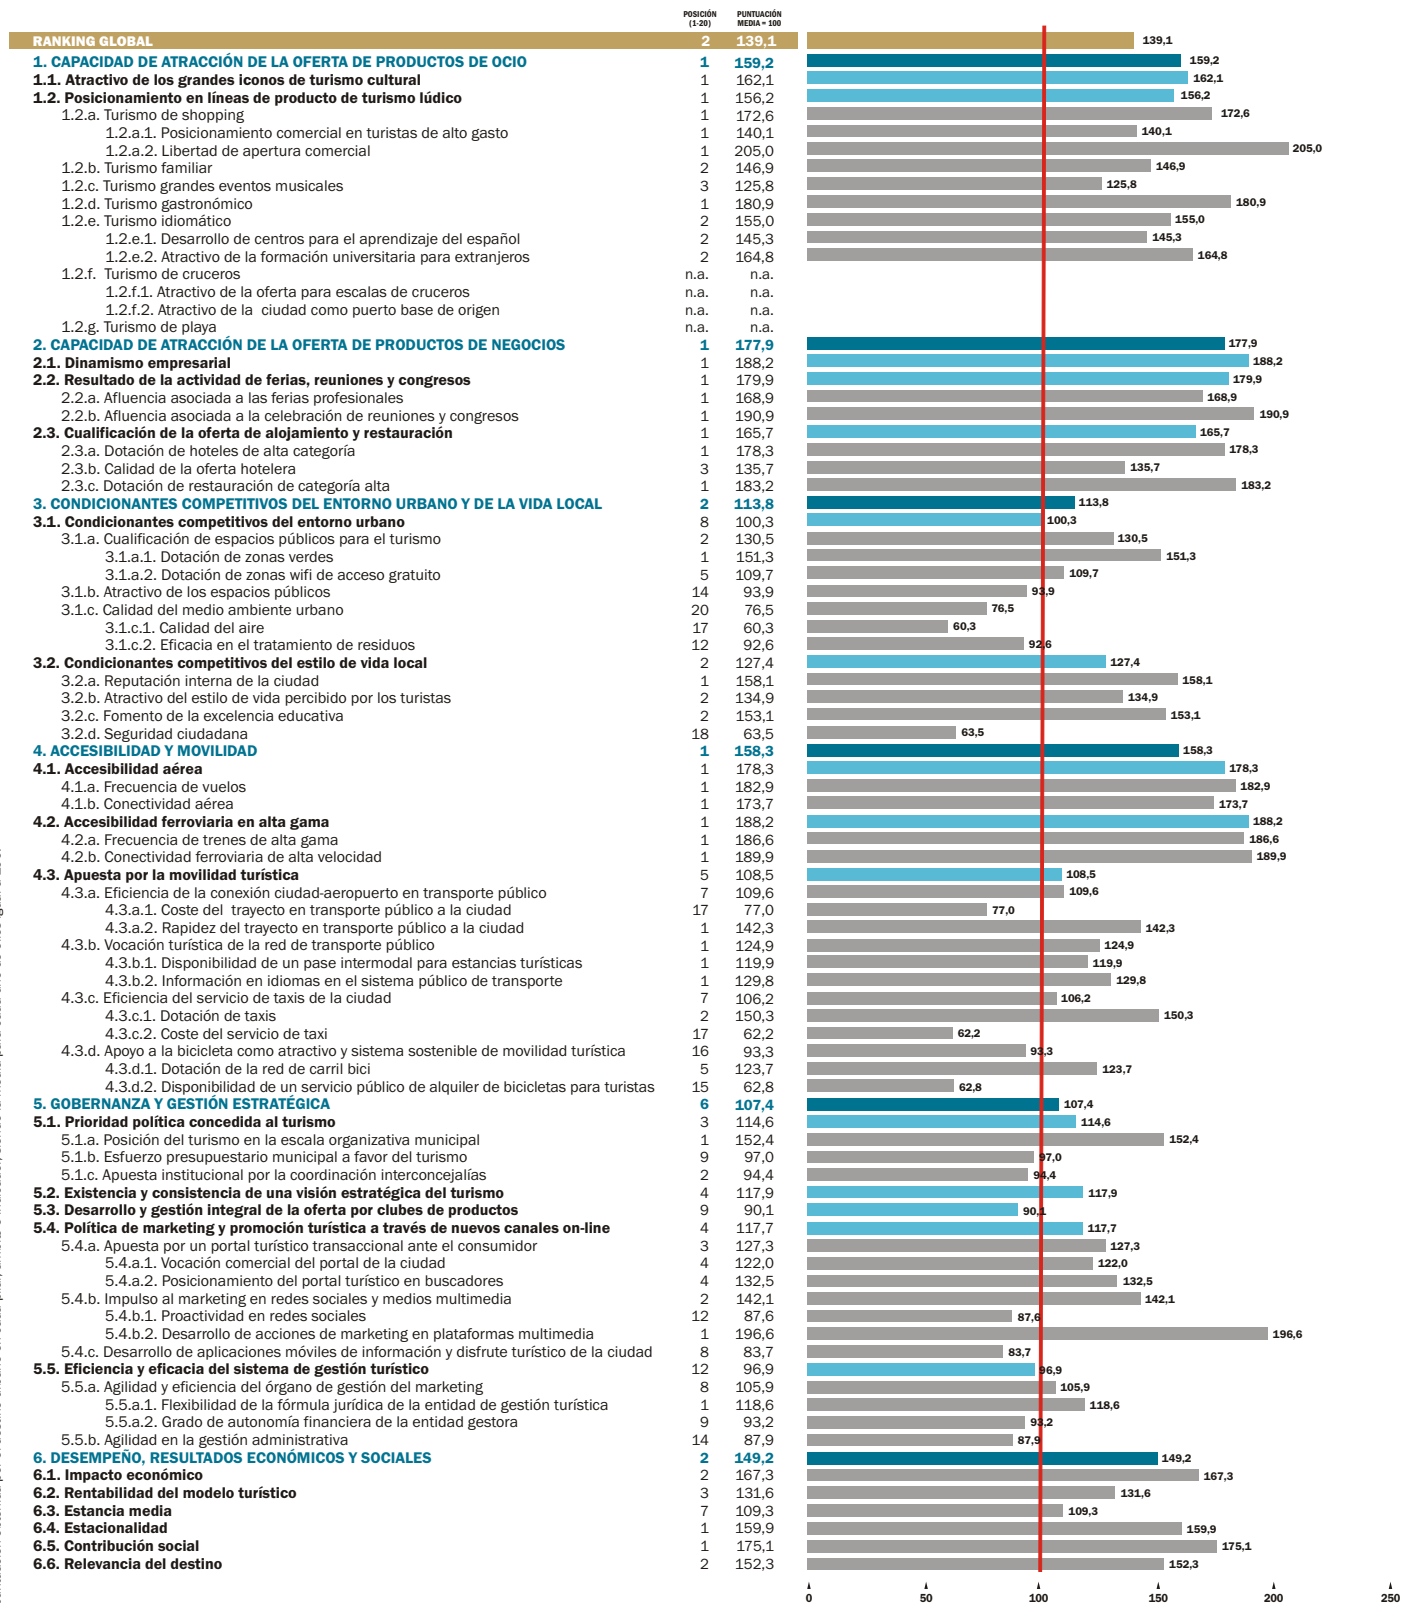 POSICIÓN (1-20) PUNTUACIÓN MEDIA = 100
RANKING GLOBAL 2 139,1 139,1
1. CAPACIDAD DE ATRACCIÓN DE LA OFERTA DE PRODUCTOS DE OCIO 1 159,2 159,2
1.1. Atractivo de los grandes iconos de turismo cultural 1 162,1 162,1
1.2. Posicionamiento en líneas de producto de turismo lúdico 1 156,2 156,2
1.2.a. Turismo de shopping 1 172,6 172,6
1.2.a.1. Posicionamiento comercial en turistas de alto gasto 1 140,1 140,1
1.2.a.2. Libertad de apertura comercial 1 205,0 205,0
1.2.b. Turismo familiar 2 146,9 146,9
1.2.c. Turismo grandes eventos musicales 3 125,8 125,8
1.2.d. Turismo gastronómico 1 180,9 180,9
1.2.e. Turismo idiomático 2 155,0 155,0
1.2.e.1. Desarrollo de centros para el aprendizaje del español 2 145,3 145,3
1.2.e.2. Atractivo de la formación universitaria para extranjeros 2 164,8 164,8
1.2.f. Turismo de cruceros n.a. n.a.
1.2.f.1. Atractivo de la oferta para escalas de cruceros n.a. n.a.
1.2.f.2. Atractivo de la ciudad como puerto base de origen n.a. n.a.
1.2.g. Turismo de playa n.a. n.a.
2. CAPACIDAD DE ATRACCIÓN DE LA OFERTA DE PRODUCTOS DE NEGOCIOS 1 177,9 177,9
2.1. Dinamismo empresarial 1 188,2 188,2
2.2. Resultado de la actividad de ferias, reuniones y congresos 1 179,9 179,9
2.2.a. Afluencia asociada a las ferias profesionales 1 168,9 168,9
2.2.b. Afluencia asociada a la celebración de reuniones y congresos 1 190,9 190,9
2.3. Cualificación de la oferta de alojamiento y restauración 1 165,7 165,7
2.3.a. Dotación de hoteles de alta categoría 1 178,3 178,3
2.3.b. Calidad de la oferta hotelera 3 135,7 135,7
2.3.c. Dotación de restauración de categoría alta 1 183,2 183,2
3. CONDICIONANTES COMPETITIVOS DEL ENTORNO URBANO Y DE LA VIDA LOCAL 2 113,8 113,8
3.1. Condicionantes competitivos del entorno urbano 8 100,3 100,3
3.1.a. Cualificación de espacios públicos para el turismo 2 130,5 130,5
3.1.a.1. Dotación de zonas verdes 1 151,3 151,3
3.1.a.2. Dotación de zonas wifi de acceso gratuito 5 109,7 109,7
3.1.b. Atractivo de los espacios públicos 14 93,9 93,9
3.1.c. Calidad del medio ambiente urbano 20 76,5 76,5
3.1.c.1. Calidad del aire 17 60,3 60,3
3.1.c.2. Eficacia en el tratamiento de residuos 12 92,6 92,6
3.2. Condicionantes competitivos del estilo de vida local 2 127,4 127,4
3.2.a. Reputación interna de la ciudad 1 158,1 158,1
3.2.b. Atractivo del estilo de vida percibido por los turistas 2 134,9 134,9
3.2.c. Fomento de la excelencia educativa 2 153,1 153,1
3.2.d. Seguridad ciudadana 18 63,5 63,5
4. ACCESIBILIDAD Y MOVILIDAD 1 158,3 158,3
4.1. Accesibilidad aérea 1 178,3 178,3
4.1.a. Frecuencia de vuelos 1 182,9 182,9
4.1.b. Conectividad aérea 1 173,7 173,7
4.2. Accesibilidad ferroviaria en alta gama 1 188,2 188,2
4.2.a. Frecuencia de trenes de alta gama 1 186,6 186,6
4.2.b. Conectividad ferroviaria de alta velocidad 1 189,9 189,9
4.3. Apuesta por la movilidad turística 5 108,5 108,5
4.3.a. Eficiencia de la conexión ciudad-aeropuerto en transporte público 7 109,6 109,6
4.3.a.1. Coste del trayecto en transporte público a la ciudad 17 77,0 77,0
4.3.a.2. Rapidez del trayecto en transporte público a la ciudad 1 142,3 142,3
4.3.b. Vocación turística de la red de transporte público 1 124,9 124,9
4.3.b.1. Disponibilidad de un pase intermodal para estancias turísticas 1 119,9 119,9
4.3.b.2. Información en idiomas en el sistema público de transporte 1 129,8 129,8
4.3.c. Eficiencia del servicio de taxis de la ciudad 7 106,2 106,2
4.3.c.1. Dotación de taxis 2 150,3 150,3
4.3.c.2. Coste del servicio de taxi 17 62,2 62,2
4.3.d. Apoyo a la bicicleta como atractivo y sistema sostenible de movilidad turística 16 93,3 93,3
4.3.d.1. Dotación de la red de carril bici 5 123,7 123,7
4.3.d.2. Disponibilidad de un servicio público de alquiler de bicicletas para turistas 15 62,8 62,8
5. GOBERNANZA Y GESTIÓN ESTRATÉGICA 6 107,4 107,4
5.1. Prioridad política concedida al turismo 3 114,6 114,6
5.1.a. Posición del turismo en la escala organizativa municipal 1 152,4 152,4
5.1.b. Esfuerzo presupuestario municipal a favor del turismo 9 97,0 97,0
5.1.c. Apuesta institucional por la coordinación interconcejalías 2 94,4 94,4
5.2. Existencia y consistencia de una visión estratégica del turismo 4 117,9 117,9
5.3. Desarrollo y gestión integral de la oferta por clubes de productos 9 90,1 90,1
5.4. Política de marketing y promoción turística a través de nuevos canales on-line 4 117,7 117,7
5.4.a. Apuesta por un portal turístico transaccional ante el consumidor 3 127,3 127,3
5.4.a.1. Vocación comercial del portal de la ciudad 4 122,0 122,0
5.4.a.2. Posicionamiento del portal turístico en buscadores 4 132,5 132,5
5.4.b. Impulso al marketing en redes sociales y medios multimedia 2 142,1 142,1
5.4.b.1. Proactividad en redes sociales 12 87,6 87,6
5.4.b.2. Desarrollo de acciones de marketing en plataformas multimedia 1 196,6 196,6
5.4.c. Desarrollo de aplicaciones móviles de información y disfrute turístico de la ciudad 8 83,7 83,7
5.5. Eficiencia y eficacia del sistema de gestión turístico 12 96,9 96,9
5.5.a. Agilidad y eficiencia del órgano de gestión del marketing 8 105,9 105,9
5.5.a.1. Flexibilidad de la fórmula jurídica de la entidad de gestión turística 1 118,6 118,6
5.5.a.2. Grado de autonomía financiera de la entidad gestora 9 93,2 93,2
5.5.b. Agilidad en la gestión administrativa 14 87,9 87,9
6. DESEMPEÑO, RESULTADOS ECONÓMICOS Y SOCIALES 2 149,2 149,2
6.1. Impacto económico 2 167,3 167,3
6.2. Rentabilidad del modelo turístico 3 131,6 131,6
6.3. Estancia media 7 109,3 109,3
6.4. Estacionalidad 1 159,9 159,9
6.5. Contribución social 1 175,1 175,1
6.6. Relevancia del destino 2 152,3 152,3
0 50 100 150 200 250